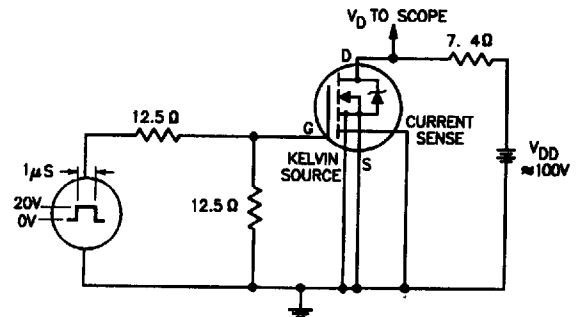 V_D TO SCOPE
7. 4Ω
D
12.5 Ω
G
CURRENT
SENSE
KELVIN
SOURCE
S
V_DD
≈100V
1μS
20V
0V
12.5 Ω